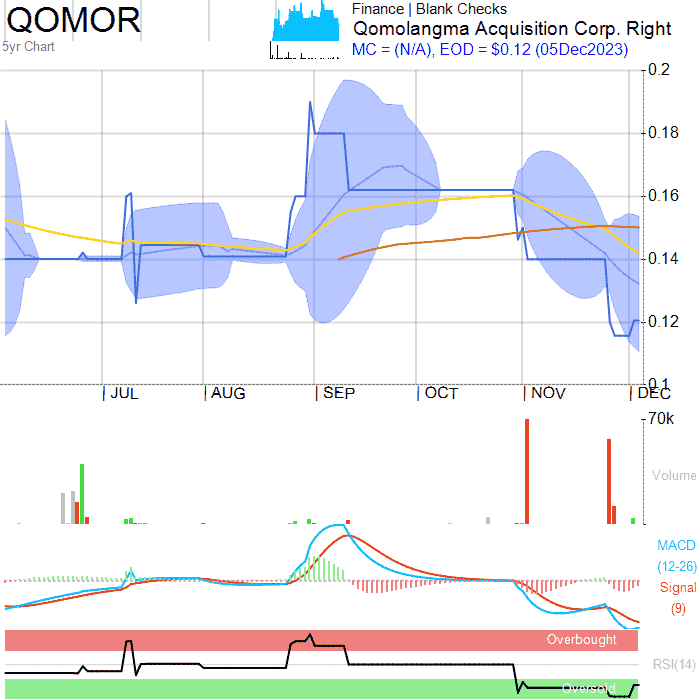 QOMOR
5yr Chart
Finance | Blank Checks
Qomolangma Acquisition Corp. Right
MC = (N/A), EOD = $0.12 (05Dec2023)
0.2
0.18
0.16
0.14
0.12
0.1
JUL AUG SEP OCT NOV DEC
70k
Volume
MACD
(12-26)
Signal
(9)
Overbought
RSI(14)
Oversold